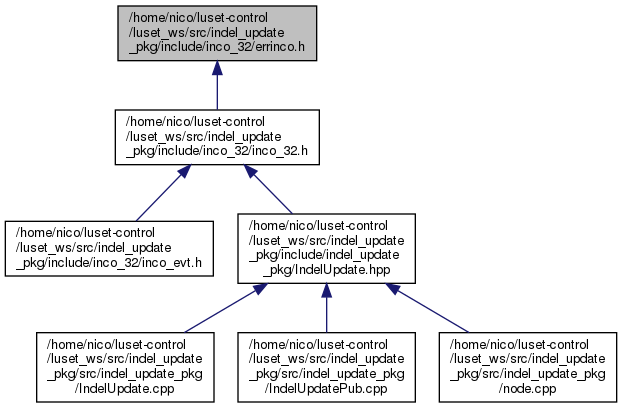 /home/nico/luset-control
/luset_ws/src/indel_update
_pkg/include/inco_32/errinco.h
/home/nico/luset-control
/luset_ws/src/indel_update
_pkg/include/inco_32/inco_32.h
/home/nico/luset-control
/luset_ws/src/indel_update
_pkg/include/inco_32/inco_evt.h
/home/nico/luset-control
/luset_ws/src/indel_update
_pkg/include/indel_update
_pkg/IndelUpdate.hpp
/home/nico/luset-control
/luset_ws/src/indel_update
_pkg/src/indel_update_pkg
/IndelUpdate.cpp
/home/nico/luset-control
/luset_ws/src/indel_update
_pkg/src/indel_update_pkg
/IndelUpdatePub.cpp
/home/nico/luset-control
/luset_ws/src/indel_update
_pkg/src/indel_update_pkg
/node.cpp